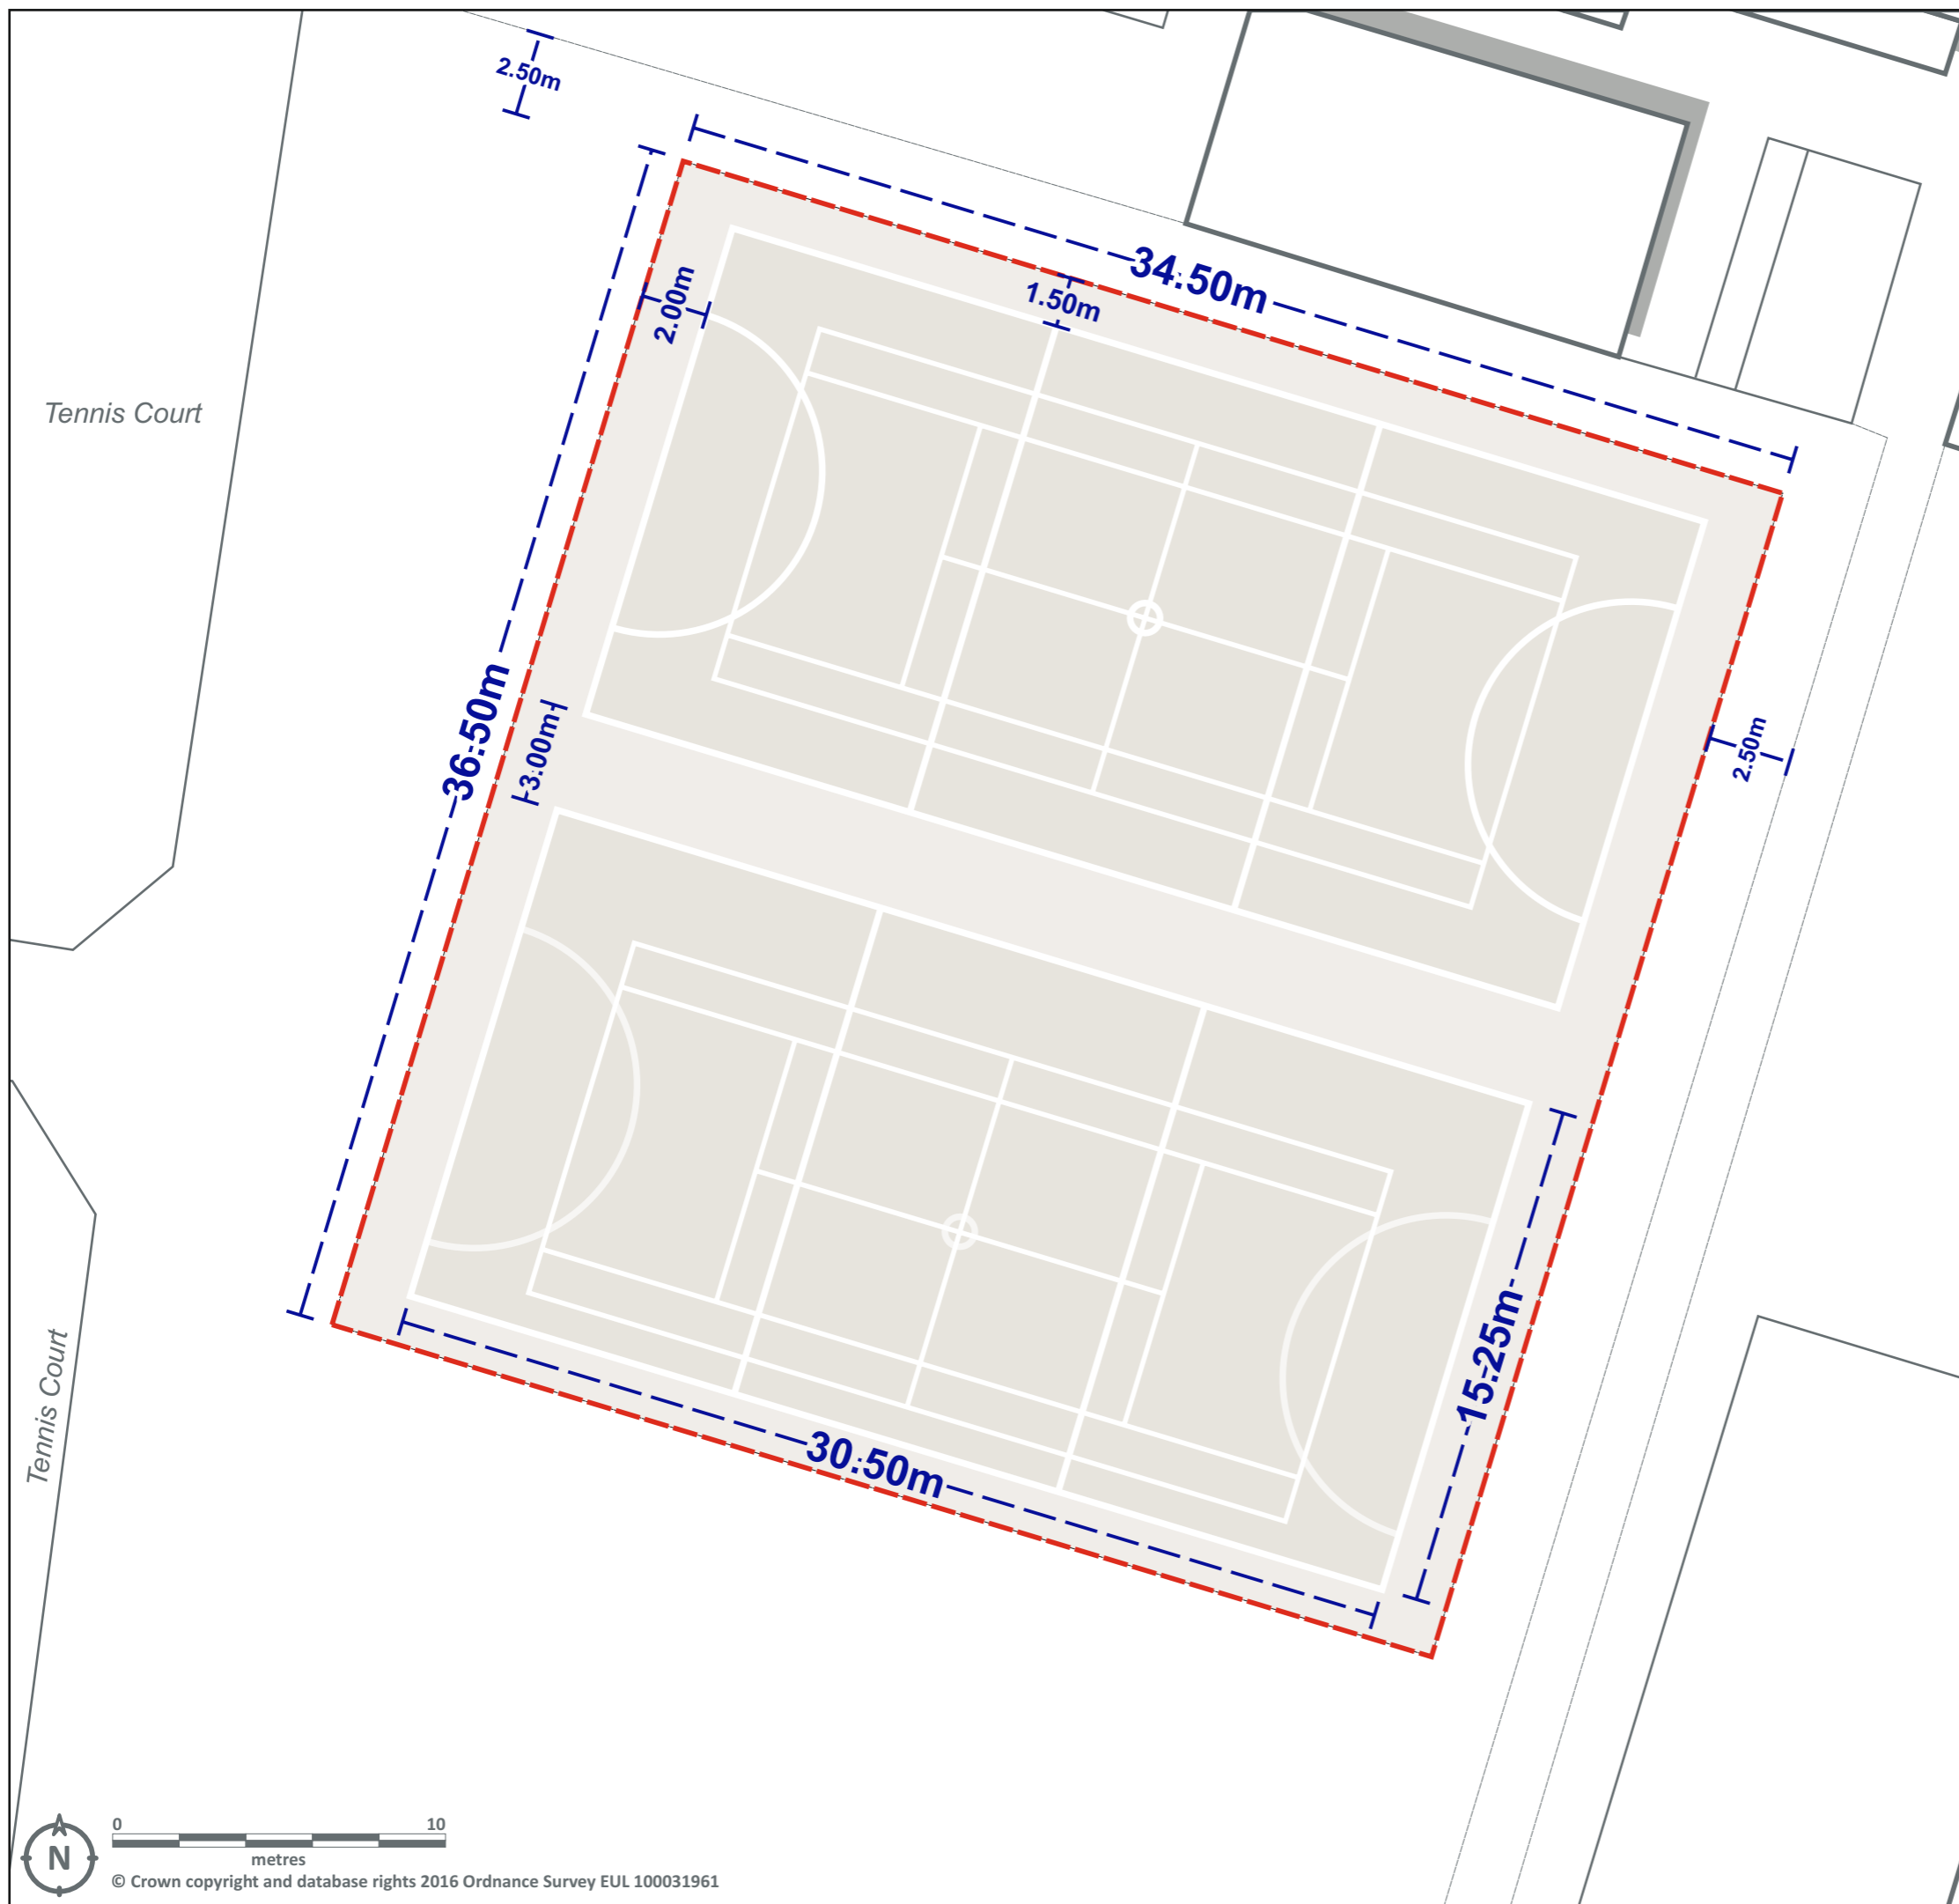 2.50m
34.50m
2.00m
1.50m
Tennis Court
36.50m
3.00m
2.50m
15.25m
Tennis Court
30.50m
0 10
metres
N
© Crown copyright and database rights 2016 Ordnance Survey EUL 100031961